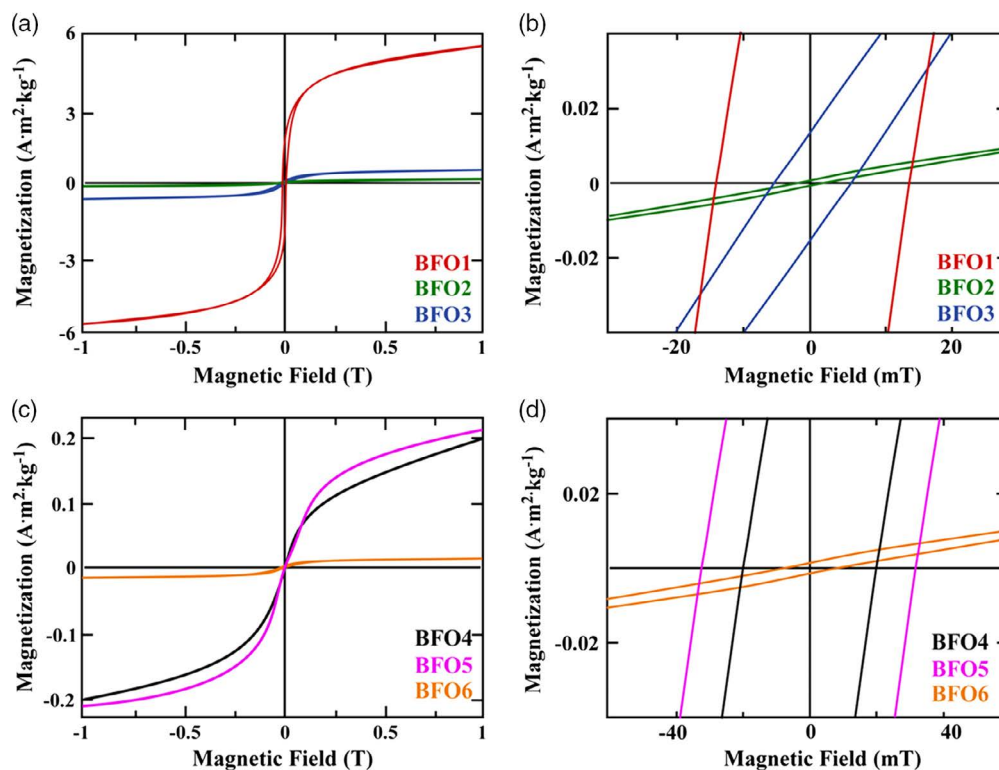 (a)
6
3
0
-3
-6
Magnetization (A·m²·kg⁻¹)
-1
-0.5
0
0.5
1
Magnetic Field (T)
BFO1
BFO2
BFO3
(b)
0.02
0
-0.02
Magnetization (A·m²·kg⁻¹)
-20
0
20
Magnetic Field (mT)
BFO1
BFO2
BFO3
(c)
0.2
0.1
0
-0.1
-0.2
Magnetization (A·m²·kg⁻¹)
-1
-0.5
0
0.5
1
Magnetic Field (T)
BFO4
BFO5
BFO6
(d)
0.02
0
-0.02
Magnetization (A·m²·kg⁻¹)
-40
0
40
Magnetic Field (mT)
BFO4
BFO5
BFO6